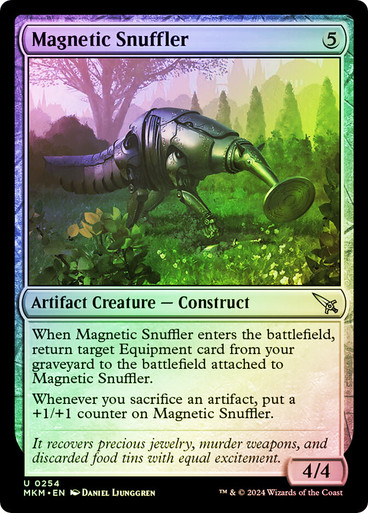 Magnetic Snuffler 5
Artifact Creature — Construct
When Magnetic Snuffler enters the battlefield,
return target Equipment card from your
graveyard to the battlefield attached to
Magnetic Snuffler.
Whenever you sacrifice an artifact, put a
+1/+1 counter on Magnetic Snuffler.
It recovers precious jewelry, murder weapons, and
discarded food tins with equal excitement.
4/4
U 0254
MKM • EN Daniel Ljunggren ™ & © 2024 Wizards of the Coast